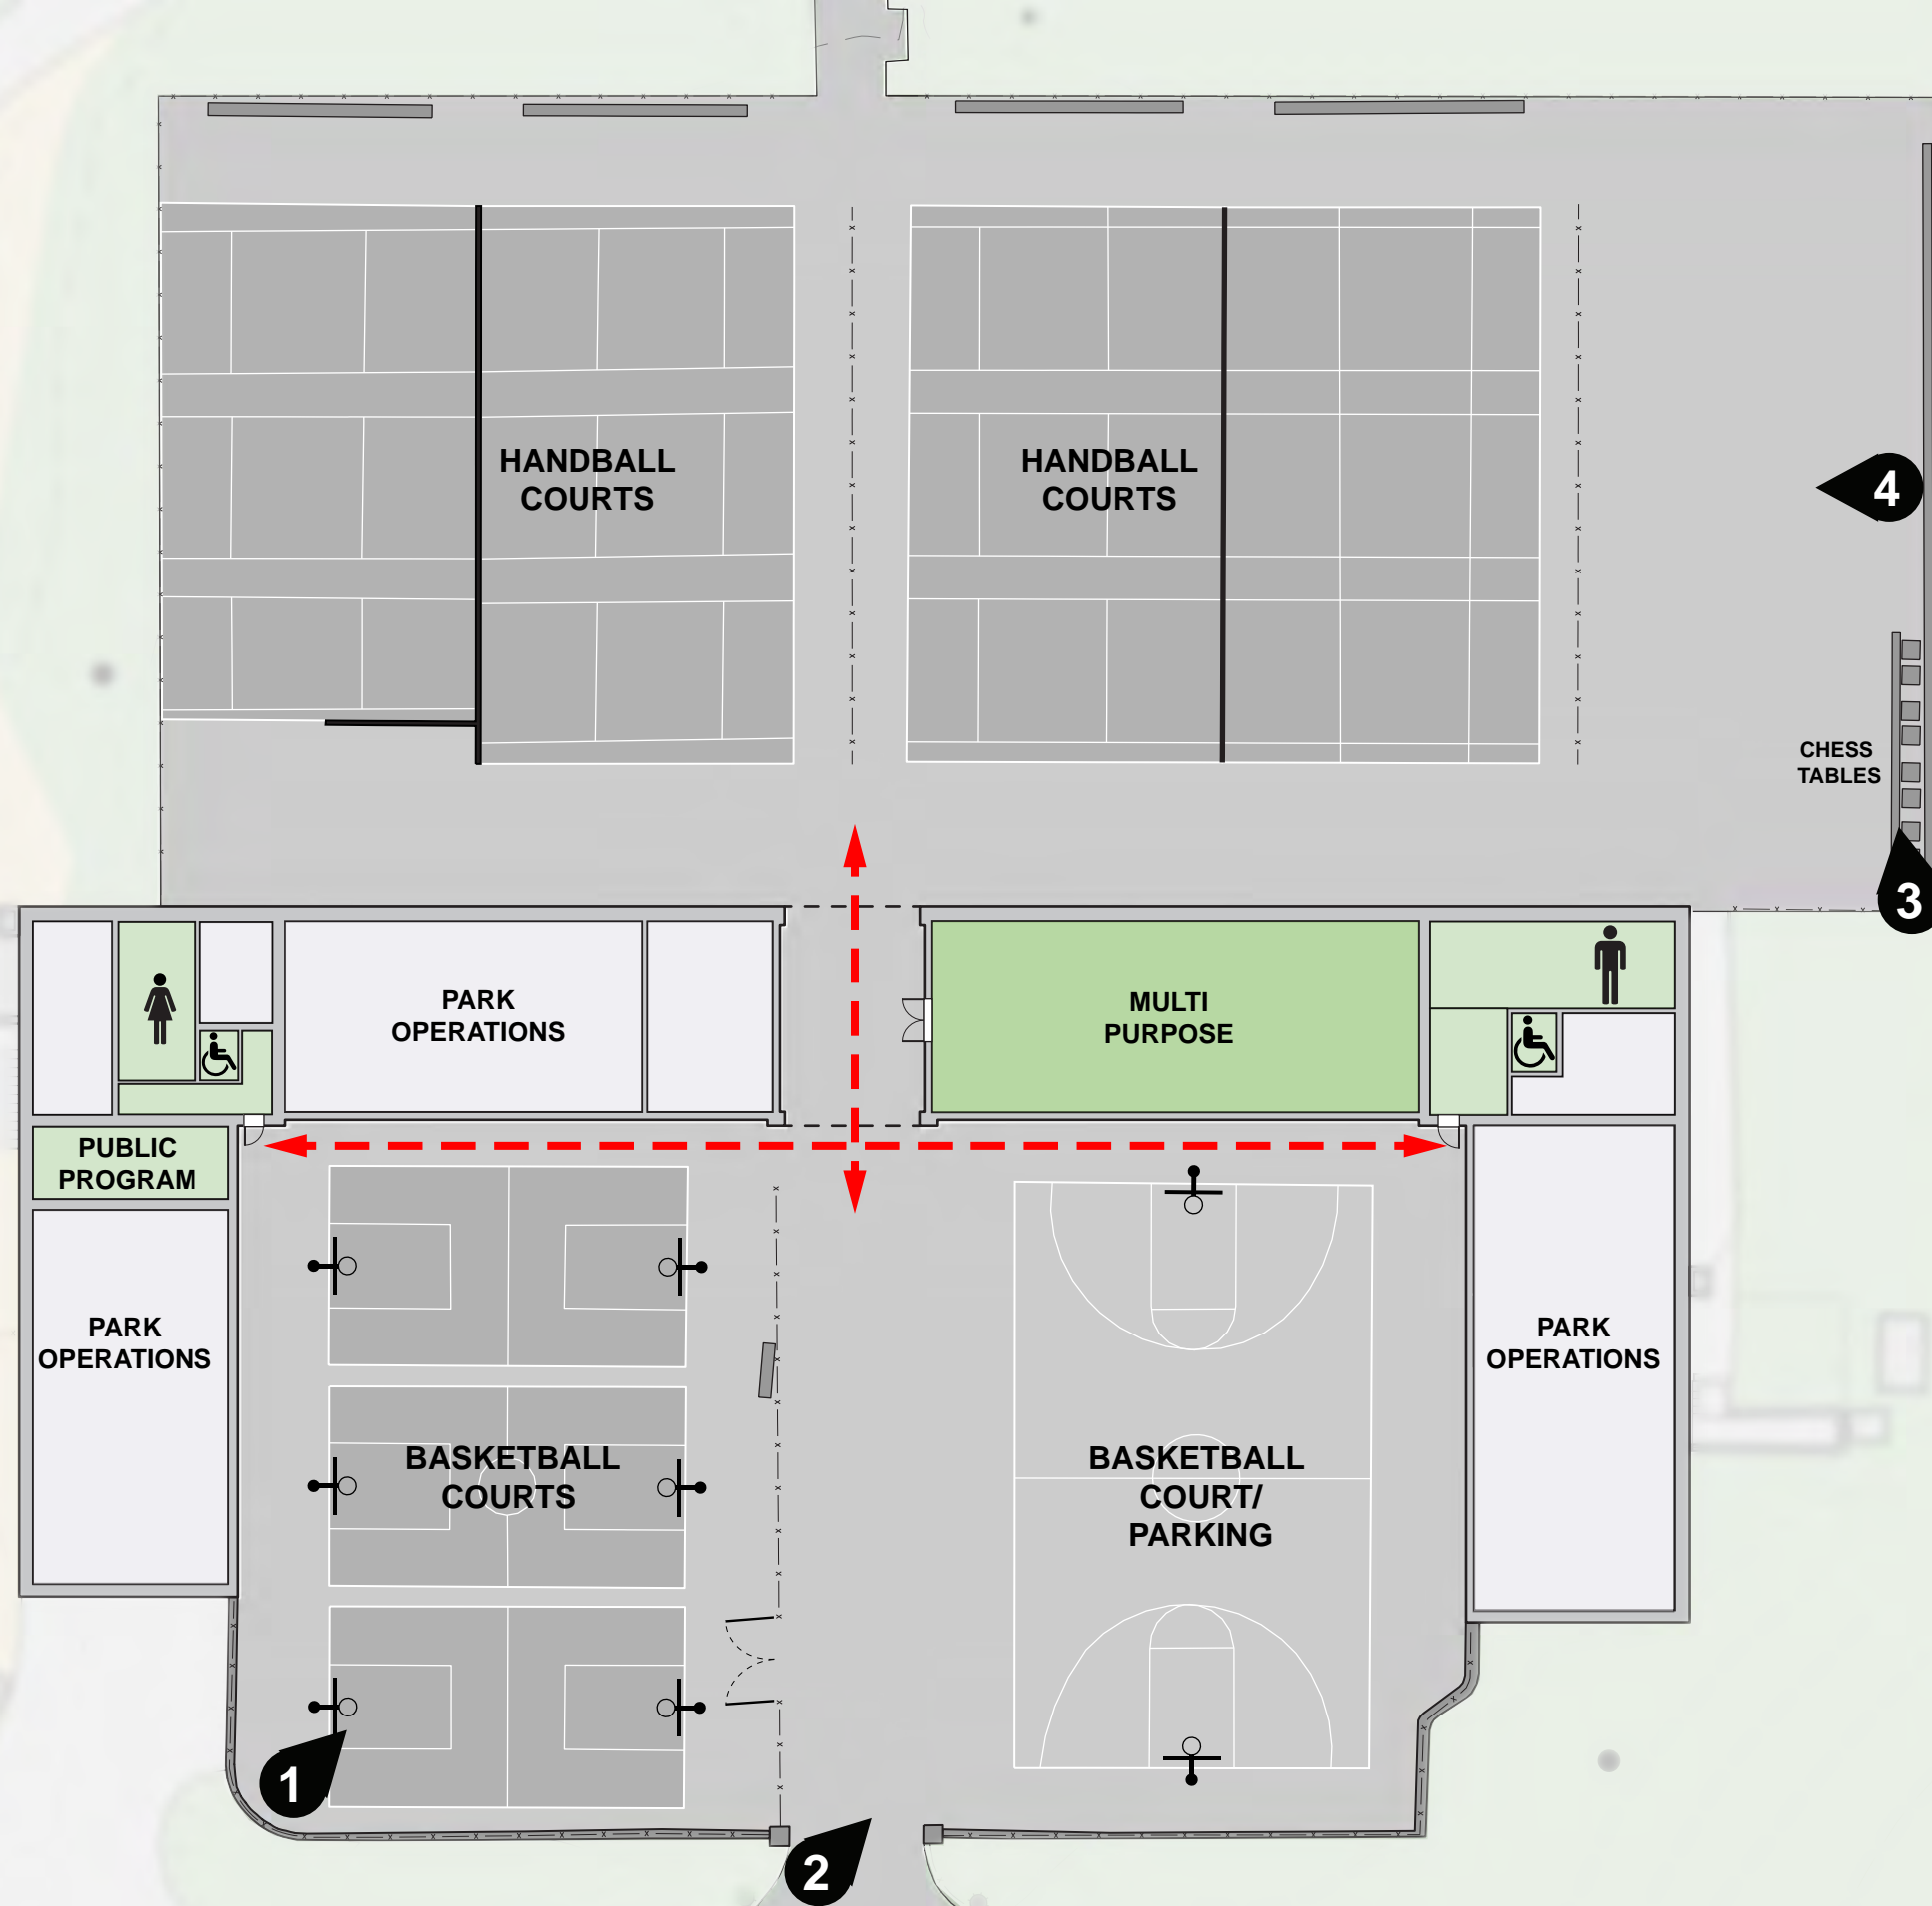 HANDBALL
COURTS
HANDBALL
COURTS
4
CHESS
TABLES
3
PARK
OPERATIONS
MULTI
PURPOSE
PUBLIC
PROGRAM
PARK
OPERATIONS
PARK
OPERATIONS
BASKETBALL
COURTS
BASKETBALL
COURT/
PARKING
1
2